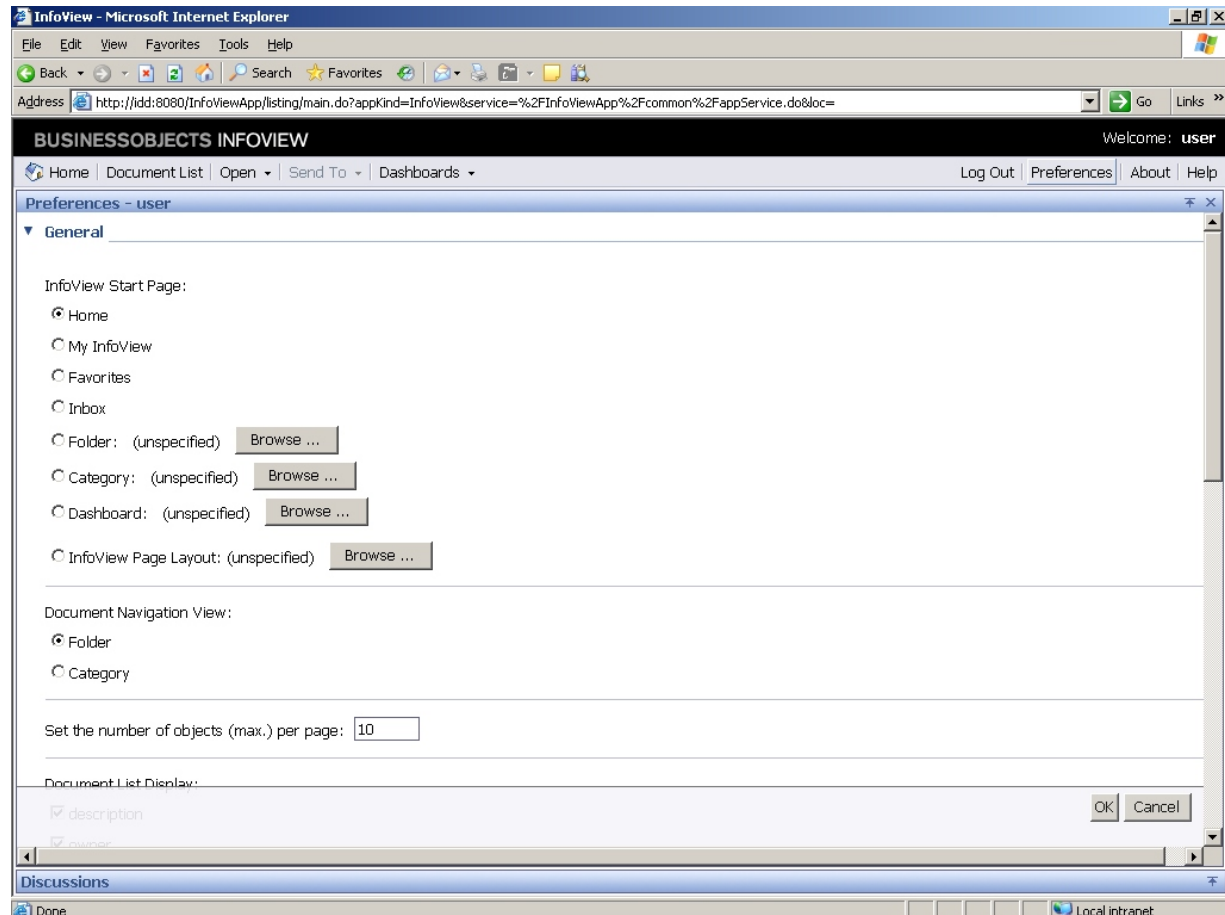 InfoView - Microsoft Internet Explorer
File Edit View Favorites Tools Help
Back Search Favorites
Address http://idd:8080/InfoViewApp/listing/main.do?appKind=InfoView&service=%2FInfoViewApp%2Fcommon%2FappService.do&loc= Go Links »
BUSINESSOBJECTS INFOVIEW Welcome: user
Home Document List Open Send To Dashboards Log Out Preferences About Help
Preferences - user
General
InfoView Start Page:
Home
My InfoView
Favorites
Inbox
Folder: (unspecified) Browse ...
Category: (unspecified) Browse ...
Dashboard: (unspecified) Browse ...
InfoView Page Layout: (unspecified) Browse ...
Document Navigation View:
Folder
Category
Set the number of objects (max.) per page: 10
Document List Display:
description
owner
OK Cancel
Discussions
Done Local intranet